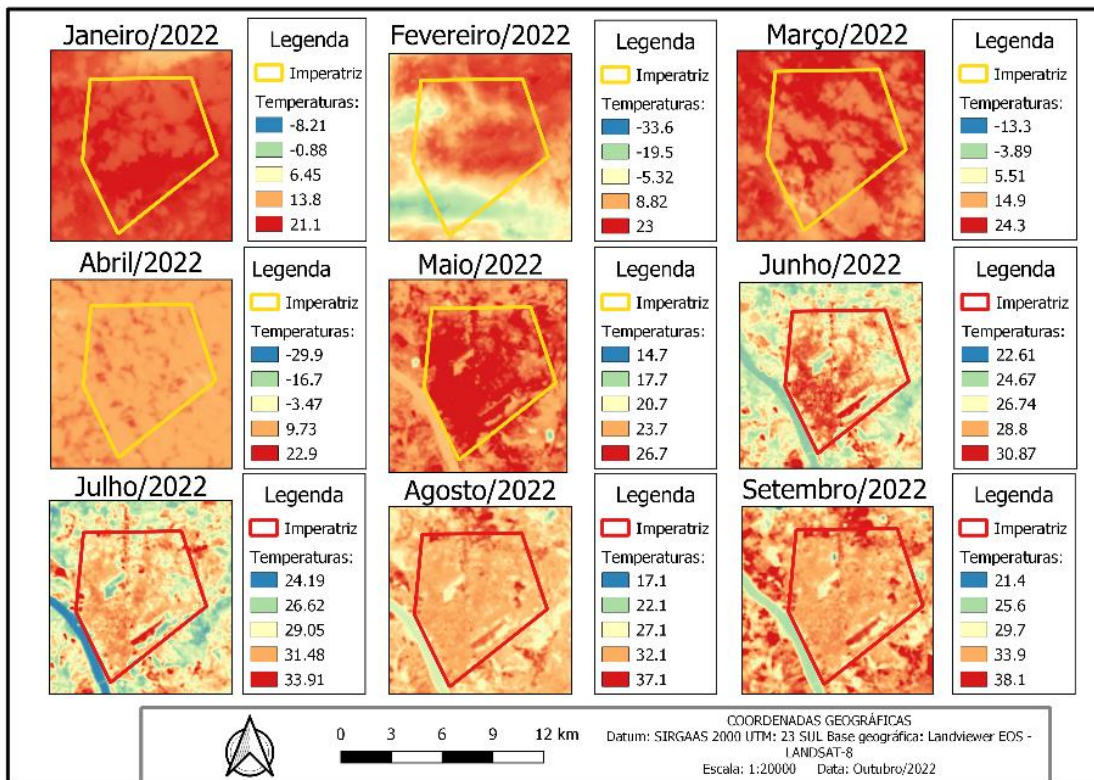 Janeiro/2022
Legenda
Imperatriz
Temperaturas:
-8.21
-0.88
6.45
13.8
21.1
Fevereiro/2022
Legenda
Imperatriz
Temperaturas:
-33.6
-19.5
-5.32
8.82
23
Março/2022
Legenda
Imperatriz
Temperaturas:
-13.3
-3.89
5.51
14.9
24.3
Abril/2022
Legenda
Imperatriz
Temperaturas:
-29.9
-16.7
-3.47
9.73
22.9
Maio/2022
Legenda
Imperatriz
Temperaturas:
14.7
17.7
20.7
23.7
26.7
Junho/2022
Legenda
Imperatriz
Temperaturas:
22.61
24.67
26.74
28.8
30.87
Julho/2022
Legenda
Imperatriz
Temperaturas:
24.19
26.62
29.05
31.48
33.91
Agosto/2022
Legenda
Imperatriz
Temperaturas:
17.1
22.1
27.1
32.1
37.1
Setembro/2022
Legenda
Imperatriz
Temperaturas:
21.4
25.6
29.7
33.9
38.1
0 3 6 9 12 km
COORDENADAS GEOGRÁFICAS
Datum: SIRGAAS 2000 UTM: 23 SUL Base geográfica: Landviewer EOS -
LANDSAT-8
Escala: 1:20000 Data: Outubro/2022